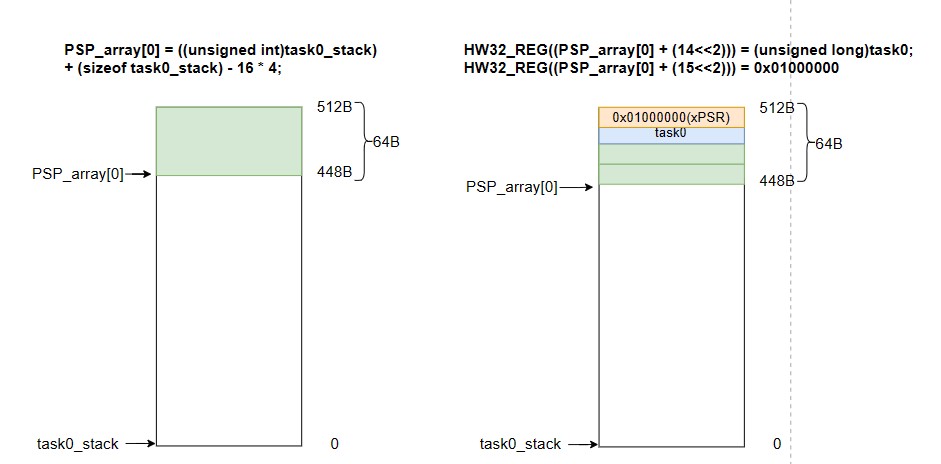 PSP_array[0] = ((unsigned int)task0_stack)
+ (sizeof task0_stack) - 16 * 4;
512B
64B
PSP_array[0]
448B
task0_stack
0
HW32_REG((PSP_array[0] + (14<<2))) = (unsigned long)task0;
HW32_REG((PSP_array[0] + (15<<2))) = 0x01000000
512B
0x01000000(xPSR)
task0
64B
448B
PSP_array[0]
task0_stack
0